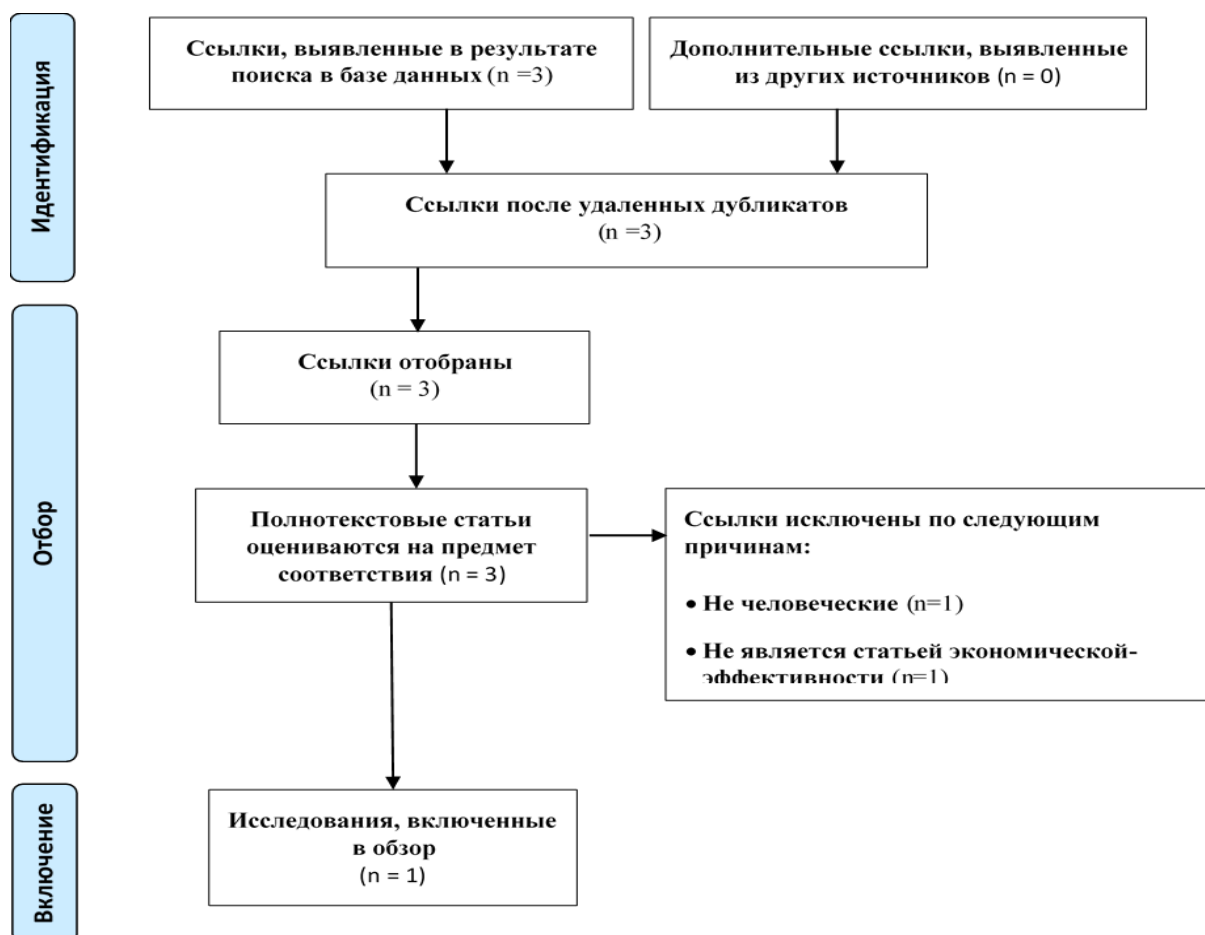 Идентификация
Ссылки, выявленные в результате
поиска в базе данных (n =3)
Дополнительные ссылки, выявленные
из других источников (n = 0)
Ссылки после удаленных дубликатов
(n =3)
Отбор
Ссылки отобраны
(n = 3)
Полнотекстовые статьи
оцениваются на предмет
соответствия (n = 3)
Ссылки исключены по следующим
причинам:
• Не человеческие (n=1)
• Не является статьей экономической-
эффективности (n=1)
Включение
Исследования, включенные
в обзор
(n = 1)